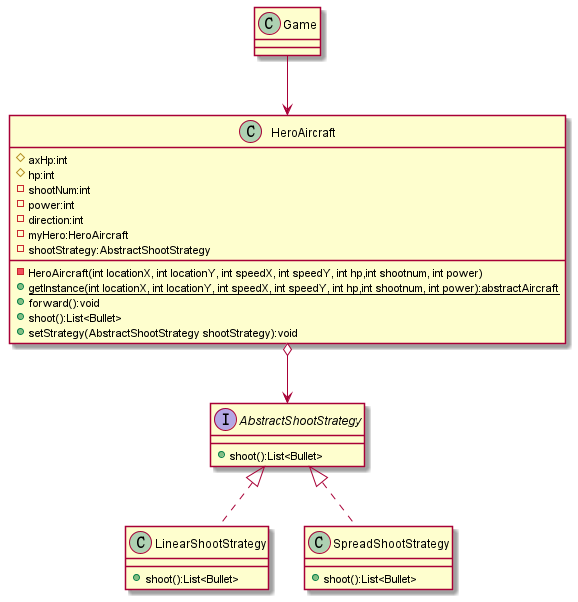 C Game
C HeroAircraft
axHp:int
hp:int
shootNum:int
power:int
direction:int
myHero:HeroAircraft
shootStrategy:AbstractShootStrategy
HeroAircraft(int locationX, int locationY, int speedX, int speedY, int hp,int shootnum, int power)
getInstance(int locationX, int locationY, int speedX, int speedY, int hp,int shootnum, int power):abstractAircraft
forward():void
shoot():List<Bullet>
setStrategy(AbstractShootStrategy shootStrategy):void
I AbstractShootStrategy
shoot():List<Bullet>
C LinearShootStrategy
shoot():List<Bullet>
C SpreadShootStrategy
shoot():List<Bullet>